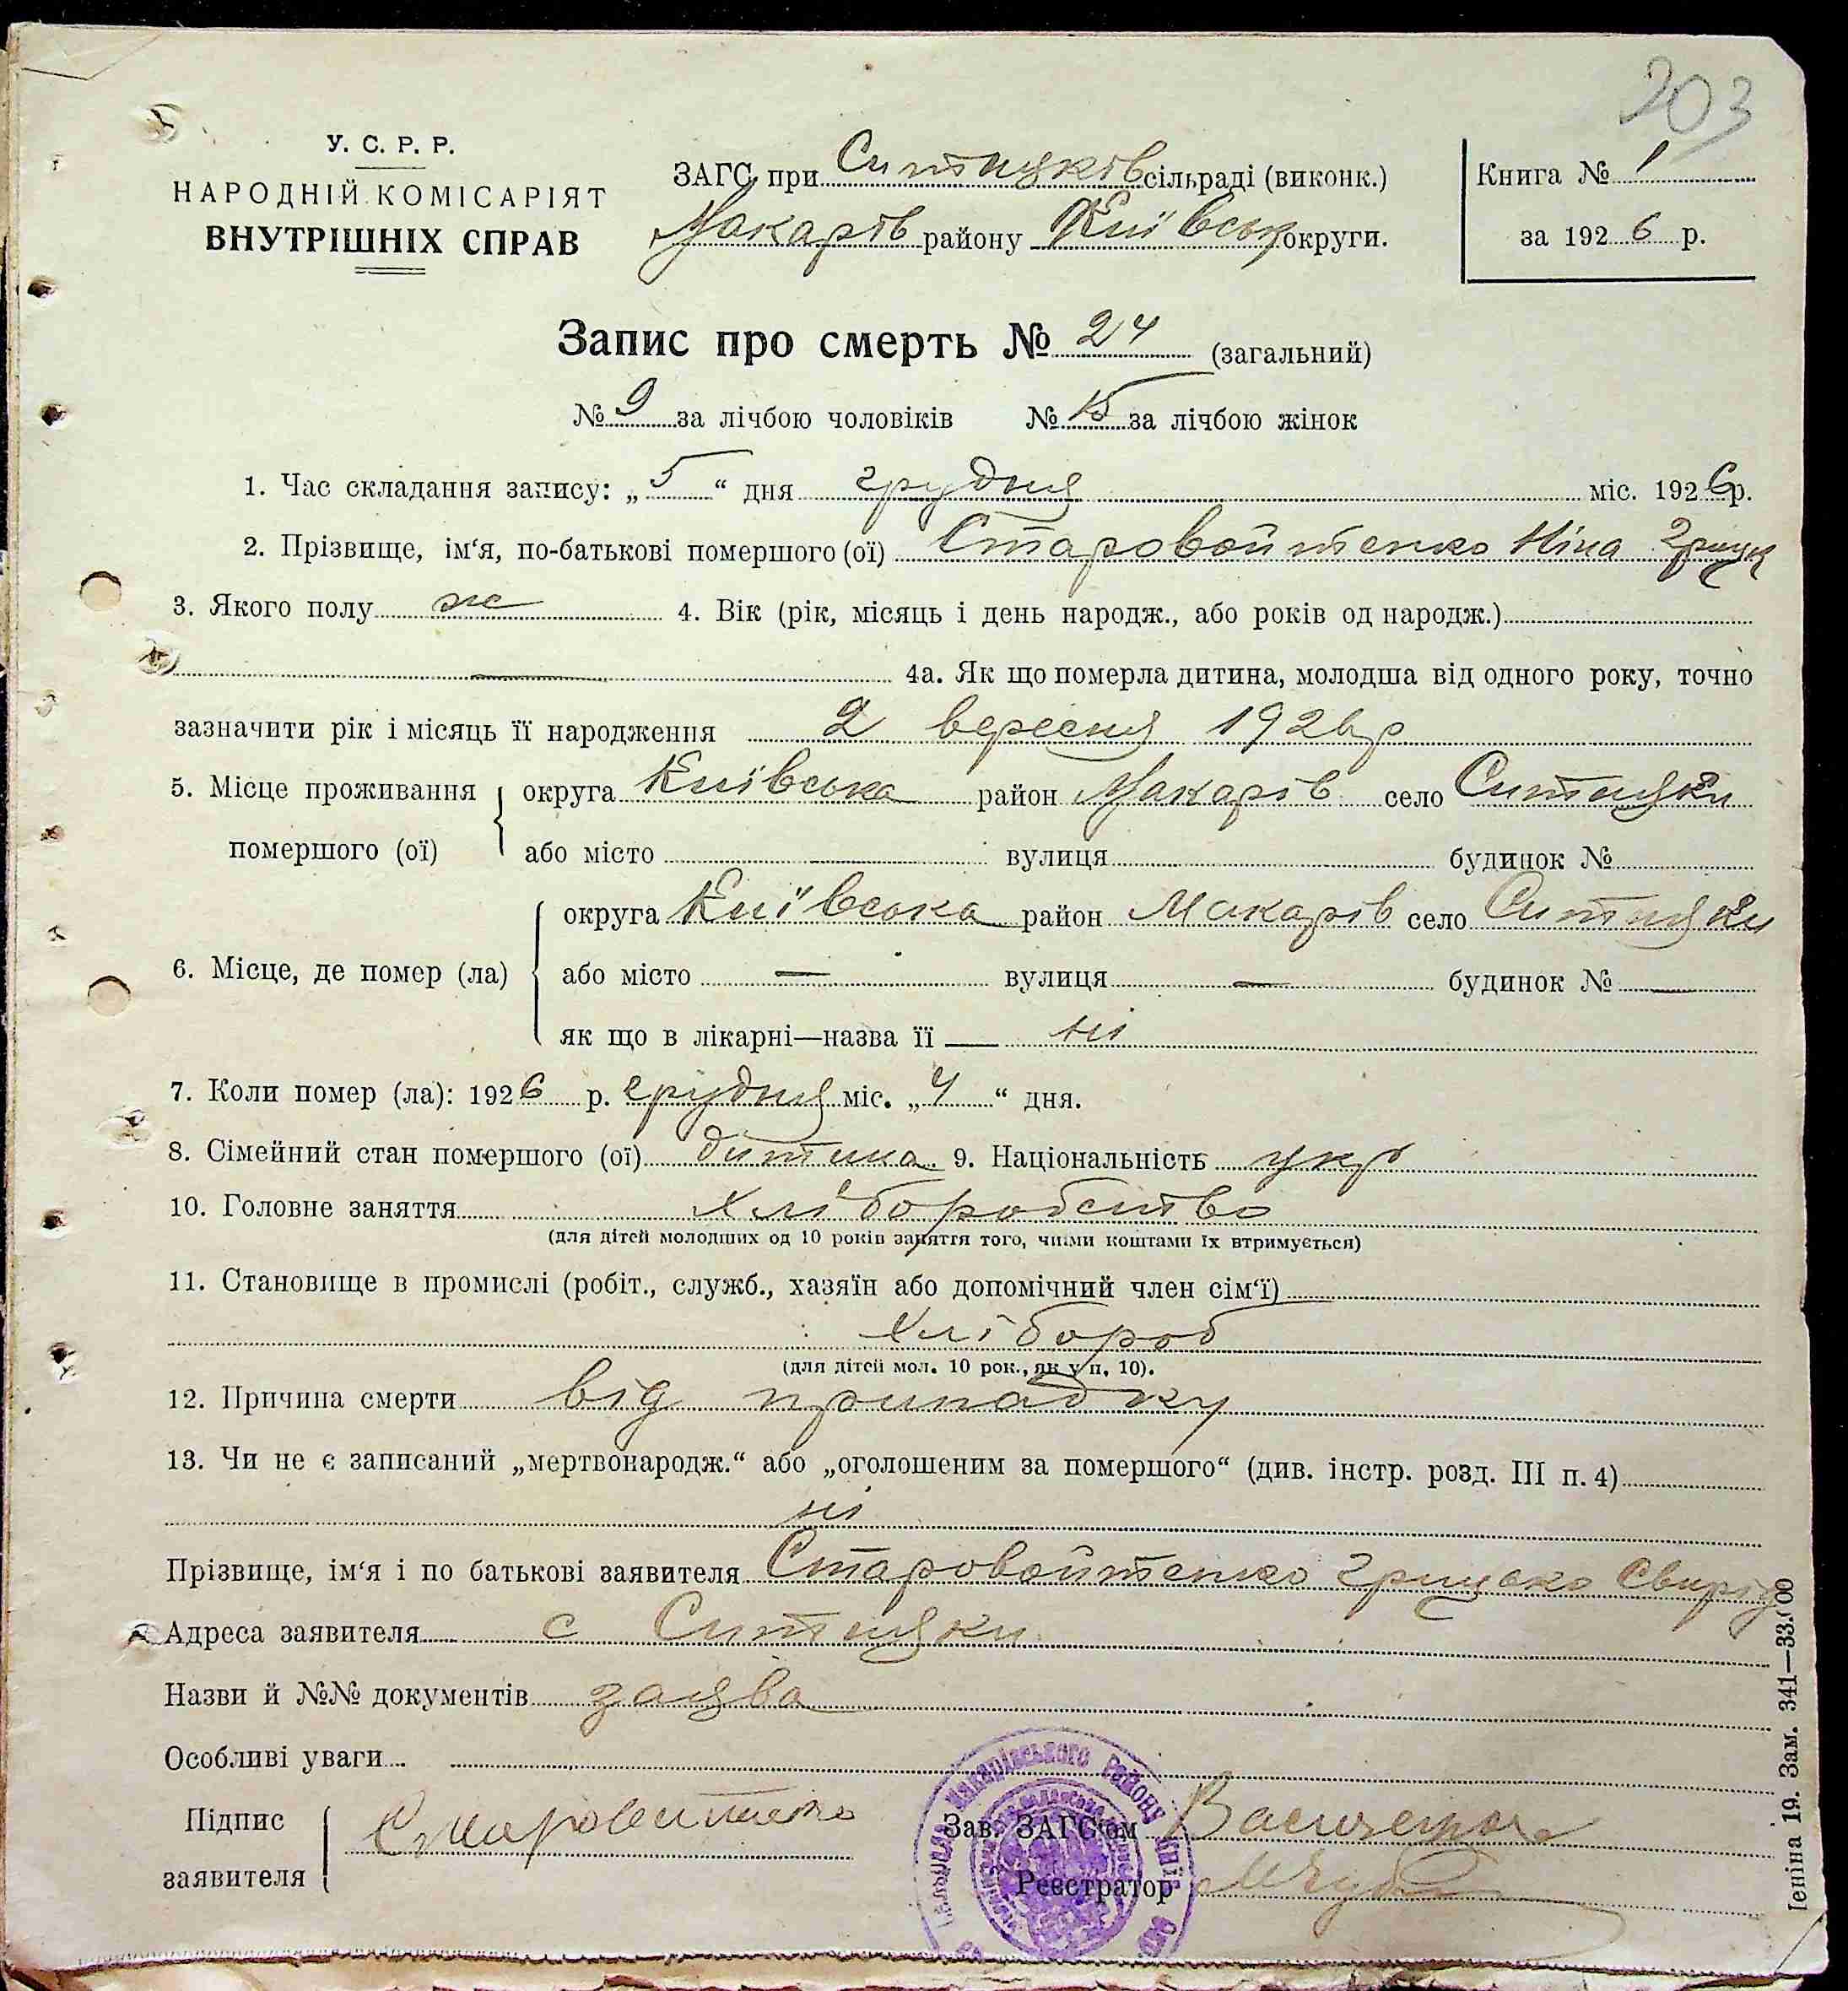 203
У. С. Р. Р.
НАРОДНІЙ КОМІСАРІЯТ
ВНУТРІШНІХ СПРАВ
ЗАГС при Ситняків сільраді (виконк.)
Макарів району Київськ округи.
Книга № 1
за 1926 р.
Запис про смерть № 24 (загальний)
№ 9 за лічбою чоловіків № 15 за лічбою жінок
1. Час складання запису: „5“ дня грудня міс. 1926 р.
2. Прізвище, ім‘я, по-батькові помершого (ої) Старовойтенко Ніна Грицьк
3. Якого полу ж 4. Вік (рік, місяць і день народж., або років од народж.)
— 4а. Як що померла дитина, молодша від одного року, точно
зазначити рік і місяць її народження 2 вересня 1926 р
5. Місце проживання помершого (ої) округа Київська район Макарів село Ситняки
або місто — вулиця будинок №
6. Місце, де помер (ла) округа Київська район Макарів село Ситняки
або місто — вулиця — будинок № —
як що в лікарні—назва її — ні
7. Коли помер (ла): 1926 р. грудня міс. „4“ дня.
8. Сімейний стан помершого (ої) дитина 9. Національність укр
10. Головне заняття хліборобство
(для дітей молодших од 10 років заняття того, чиїми коштами їх втримується)
11. Становище в промислі (робіт., служб., хазяїн або допомічний член сім‘ї)
хлібороб
(для дітей мол. 10 рок., як у п. 10).
12. Причина смерти від припадку
13. Чи не є записаний „мертвонародж.“ або „оголошеним за помершого“ (див. інстр. розд. III п. 4)
ні
Прізвище, ім‘я і по батькові заявителя Старовойтенко Грицько Свирид
Адреса заявителя с Ситняки
Назви й №№ документів заява
Особливі уваги
Підпис заявителя Старовитенко
Зав. ЗАГС‘ом
Реєстратор
Макарівського району Київ
Леніна 19. Зам. 341—33.000